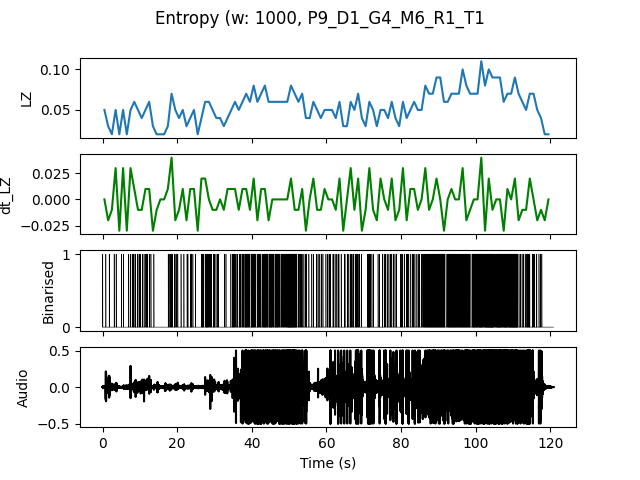 Entropy (w: 1000, P9_D1_G4_M6_R1_T1
0.10
0.05
LZ
0.025
0.000
−0.025
dt_LZ
1
0
Binarised
0.5
0.0
−0.5
Audio
0 20 40 60 80 100 120
Time (s)